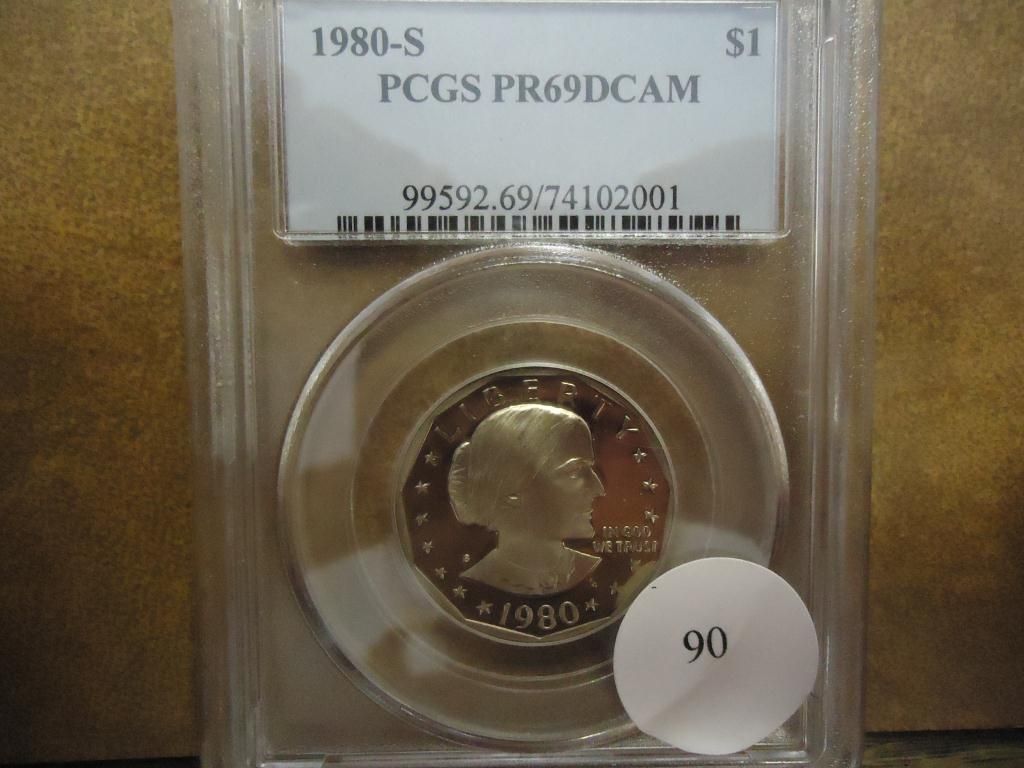 1980-S $1
PCGS PR69DCAM
99592.69/74102001
LIBERTY
IN GOD
WE TRUST
S
1980
90